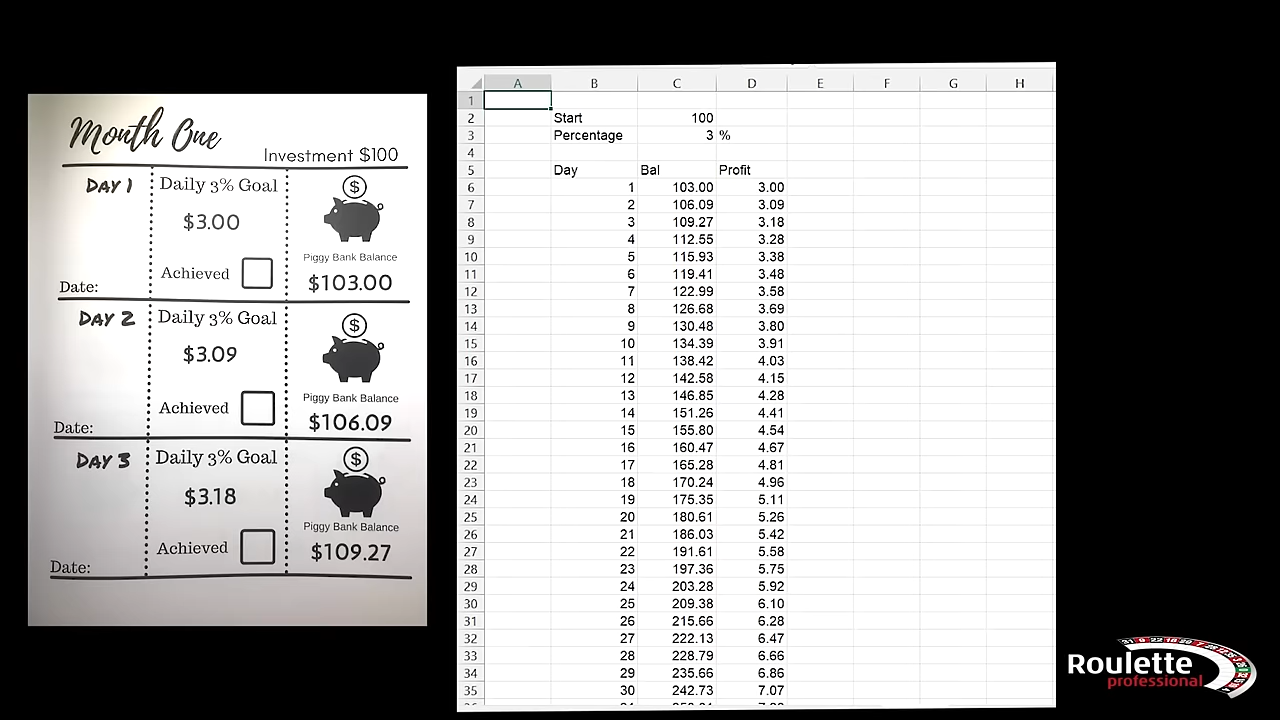 Month One
Investment $100
DAY 1
Daily 3% Goal
$
$3.00
Piggy Bank Balance
Achieved
$103.00
Date:
DAY 2
Daily 3% Goal
$
$3.09
Piggy Bank Balance
Achieved
$106.09
Date:
DAY 3
Daily 3% Goal
$
$3.18
Piggy Bank Balance
Achieved
$109.27
Date:
A B C D E F G H
1
2 Start 100
3 Percentage 3 %
4
5 Day Bal Profit
6 1 103.00 3.00
7 2 106.09 3.09
8 3 109.27 3.18
9 4 112.55 3.28
10 5 115.93 3.38
11 6 119.41 3.48
12 7 122.99 3.58
13 8 126.68 3.69
14 9 130.48 3.80
15 10 134.39 3.91
16 11 138.42 4.03
17 12 142.58 4.15
18 13 146.85 4.28
19 14 151.26 4.41
20 15 155.80 4.54
21 16 160.47 4.67
22 17 165.28 4.81
23 18 170.24 4.96
24 19 175.35 5.11
25 20 180.61 5.26
26 21 186.03 5.42
27 22 191.61 5.58
28 23 197.36 5.75
29 24 203.28 5.92
30 25 209.38 6.10
31 26 215.66 6.28
32 27 222.13 6.47
33 28 228.79 6.66
34 29 235.66 6.86
35 30 242.73 7.07
Roulette
professional